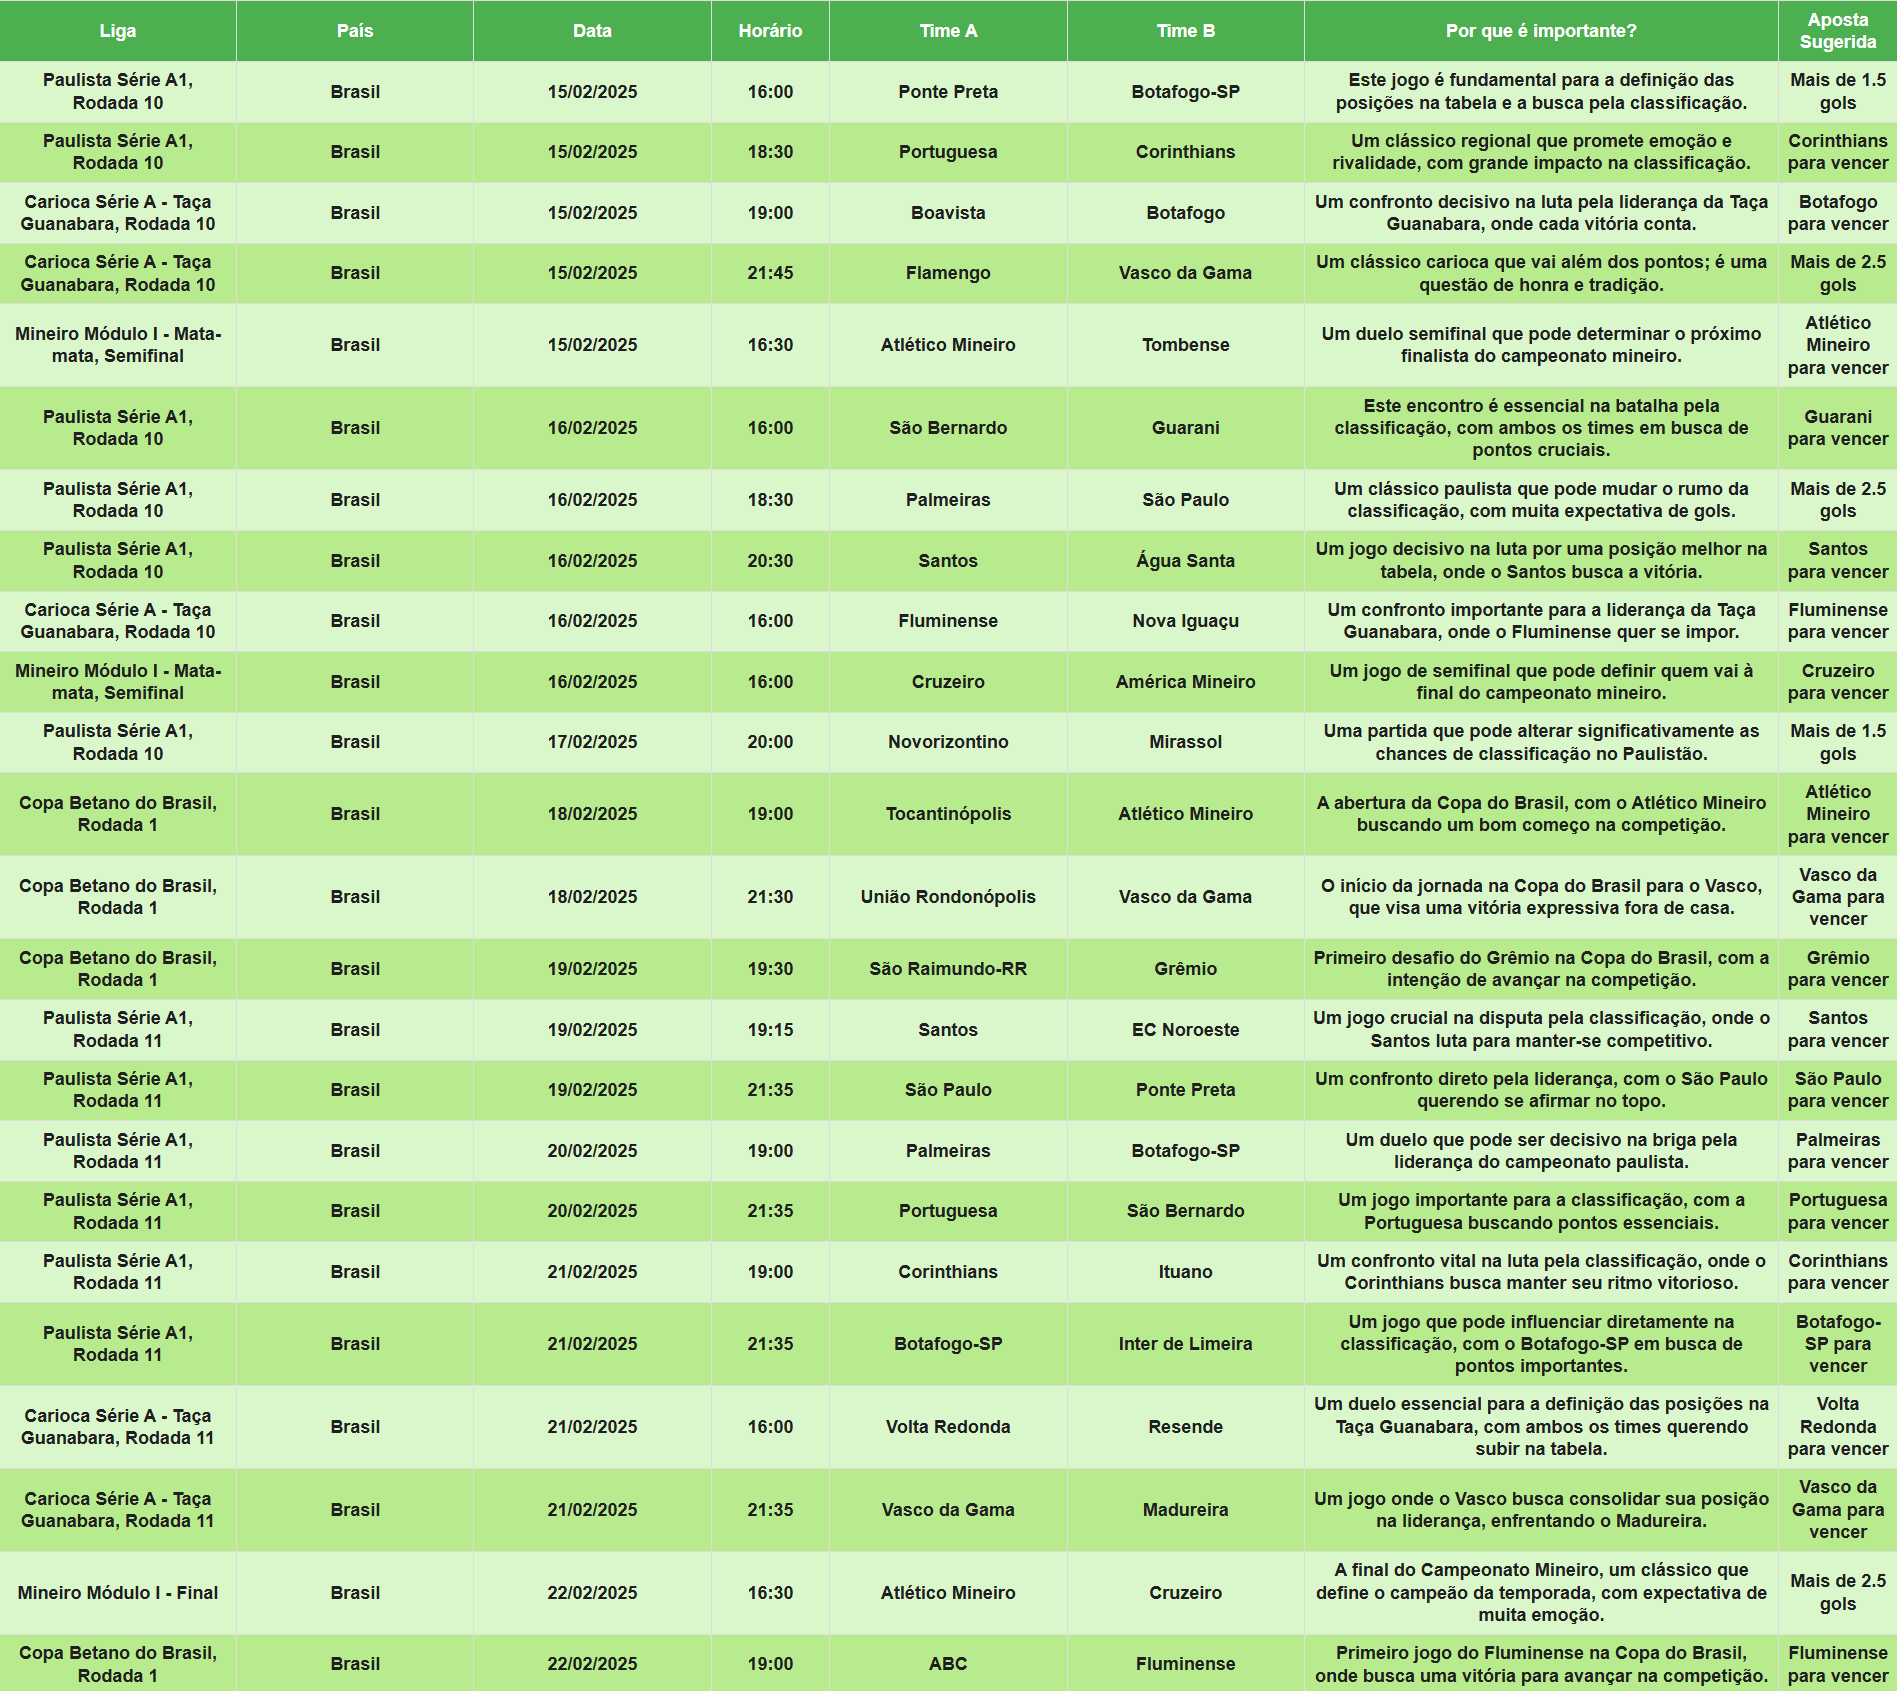 Liga País Data Horário Time A Time B Por que é importante? Aposta
Sugerida
Paulista Série A1,
Rodada 10
Brasil 15/02/2025 16:00 Ponte Preta Botafogo-SP
Este jogo é fundamental para a definição das
posições na tabela e a busca pela classificação.
Mais de 1.5
gols
Paulista Série A1,
Rodada 10
Brasil 15/02/2025 18:30 Portuguesa Corinthians
Um clássico regional que promete emoção e
rivalidade, com grande impacto na classificação.
Corinthians
para vencer
Carioca Série A - Taça
Guanabara, Rodada 10
Brasil 15/02/2025 19:00 Boavista Botafogo
Um confronto decisivo na luta pela liderança da Taça
Guanabara, onde cada vitória conta.
Botafogo
para vencer
Carioca Série A - Taça
Guanabara, Rodada 10
Brasil 15/02/2025 21:45 Flamengo Vasco da Gama
Um clássico carioca que vai além dos pontos; é uma
questão de honra e tradição.
Mais de 2.5
gols
Mineiro Módulo I - Mata-
mata, Semifinal
Brasil 15/02/2025 16:30 Atlético Mineiro Tombense
Um duelo semifinal que pode determinar o próximo
finalista do campeonato mineiro.
Atlético
Mineiro
para vencer
Paulista Série A1,
Rodada 10
Brasil 16/02/2025 16:00 São Bernardo Guarani
Este encontro é essencial na batalha pela
classificação, com ambos os times em busca de
pontos cruciais.
Guarani
para vencer
Paulista Série A1,
Rodada 10
Brasil 16/02/2025 18:30 Palmeiras São Paulo
Um clássico paulista que pode mudar o rumo da
classificação, com muita expectativa de gols.
Mais de 2.5
gols
Paulista Série A1,
Rodada 10
Brasil 16/02/2025 20:30 Santos Água Santa
Um jogo decisivo na luta por uma posição melhor na
tabela, onde o Santos busca a vitória.
Santos
para vencer
Carioca Série A - Taça
Guanabara, Rodada 10
Brasil 16/02/2025 16:00 Fluminense Nova Iguaçu
Um confronto importante para a liderança da Taça
Guanabara, onde o Fluminense quer se impor.
Fluminense
para vencer
Mineiro Módulo I - Mata-
mata, Semifinal
Brasil 16/02/2025 16:00 Cruzeiro América Mineiro
Um jogo de semifinal que pode definir quem vai à
final do campeonato mineiro.
Cruzeiro
para vencer
Paulista Série A1,
Rodada 10
Brasil 17/02/2025 20:00 Novorizontino Mirassol
Uma partida que pode alterar significativamente as
chances de classificação no Paulistão.
Mais de 1.5
gols
Copa Betano do Brasil,
Rodada 1
Brasil 18/02/2025 19:00 Tocantinópolis Atlético Mineiro
A abertura da Copa do Brasil, com o Atlético Mineiro
buscando um bom começo na competição.
Atlético
Mineiro
para vencer
Copa Betano do Brasil,
Rodada 1
Brasil 18/02/2025 21:30 União Rondonópolis Vasco da Gama
O início da jornada na Copa do Brasil para o Vasco,
que visa uma vitória expressiva fora de casa.
Vasco da
Gama para
vencer
Copa Betano do Brasil,
Rodada 1
Brasil 19/02/2025 19:30 São Raimundo-RR Grêmio
Primeiro desafio do Grêmio na Copa do Brasil, com a
intenção de avançar na competição.
Grêmio
para vencer
Paulista Série A1,
Rodada 11
Brasil 19/02/2025 19:15 Santos EC Noroeste
Um jogo crucial na disputa pela classificação, onde o
Santos luta para manter-se competitivo.
Santos
para vencer
Paulista Série A1,
Rodada 11
Brasil 19/02/2025 21:35 São Paulo Ponte Preta
Um confronto direto pela liderança, com o São Paulo
querendo se afirmar no topo.
São Paulo
para vencer
Paulista Série A1,
Rodada 11
Brasil 20/02/2025 19:00 Palmeiras Botafogo-SP
Um duelo que pode ser decisivo na briga pela
liderança do campeonato paulista.
Palmeiras
para vencer
Paulista Série A1,
Rodada 11
Brasil 20/02/2025 21:35 Portuguesa São Bernardo
Um jogo importante para a classificação, com a
Portuguesa buscando pontos essenciais.
Portuguesa
para vencer
Paulista Série A1,
Rodada 11
Brasil 21/02/2025 19:00 Corinthians Ituano
Um confronto vital na luta pela classificação, onde o
Corinthians busca manter seu ritmo vitorioso.
Corinthians
para vencer
Paulista Série A1,
Rodada 11
Brasil 21/02/2025 21:35 Botafogo-SP Inter de Limeira
Um jogo que pode influenciar diretamente na
classificação, com o Botafogo-SP em busca de
pontos importantes.
Botafogo-
SP para
vencer
Carioca Série A - Taça
Guanabara, Rodada 11
Brasil 21/02/2025 16:00 Volta Redonda Resende
Um duelo essencial para a definição das posições na
Taça Guanabara, com ambos os times querendo
subir na tabela.
Volta
Redonda
para vencer
Carioca Série A - Taça
Guanabara, Rodada 11
Brasil 21/02/2025 21:35 Vasco da Gama Madureira
Um jogo onde o Vasco busca consolidar sua posição
na liderança, enfrentando o Madureira.
Vasco da
Gama para
vencer
Mineiro Módulo I - Final
Brasil 22/02/2025 16:30 Atlético Mineiro Cruzeiro
A final do Campeonato Mineiro, um clássico que
define o campeão da temporada, com expectativa de
muita emoção.
Mais de 2.5
gols
Copa Betano do Brasil,
Rodada 1
Brasil 22/02/2025 19:00 ABC Fluminense
Primeiro jogo do Fluminense na Copa do Brasil,
onde busca uma vitória para avançar na competição.
Fluminense
para vencer